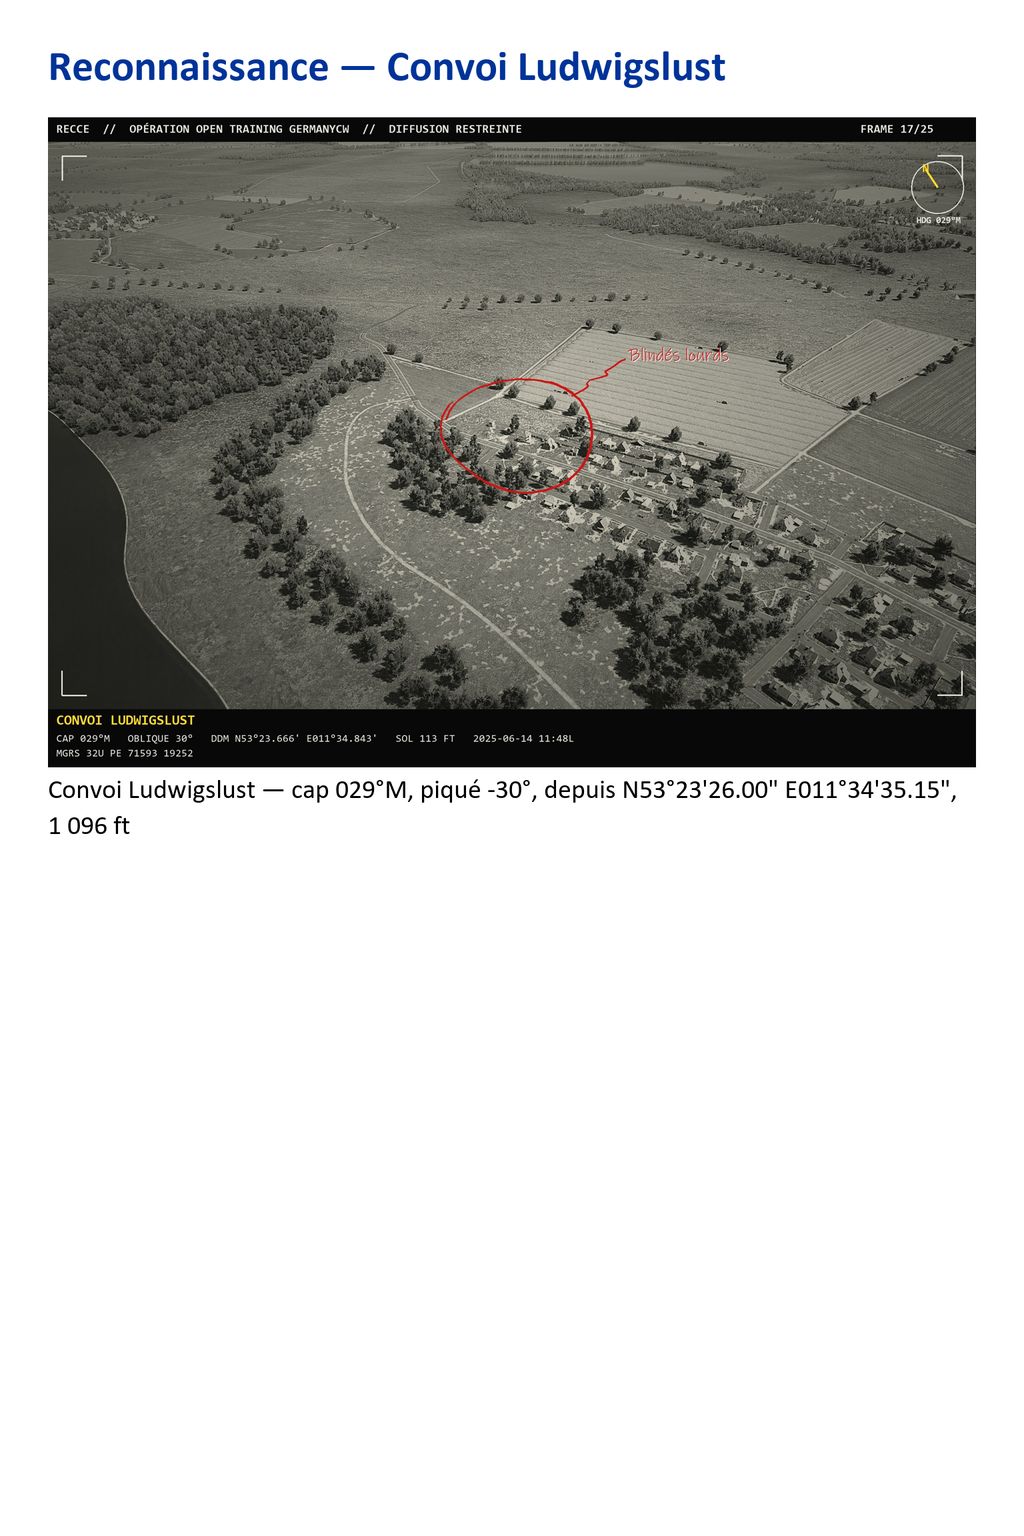 Reconnaissance — Convoi Ludwigslust
RECCE // OPÉRATION OPEN TRAINING GERMANYCW // DIFFUSION RESTREINTE FRAME 17/25
N
HDG 029°M
Blindés lourds
CONVOI LUDWIGSLUST
CAP 029°M OBLIQUE 30° DDM N53°23.666' E011°34.843' SOL 113 FT 2025-06-14 11:48L
MGRS 32U PE 71593 19252
Convoi Ludwigslust — cap 029°M, piqué -30°, depuis N53°23'26.00" E011°34'35.15",
1 096 ft